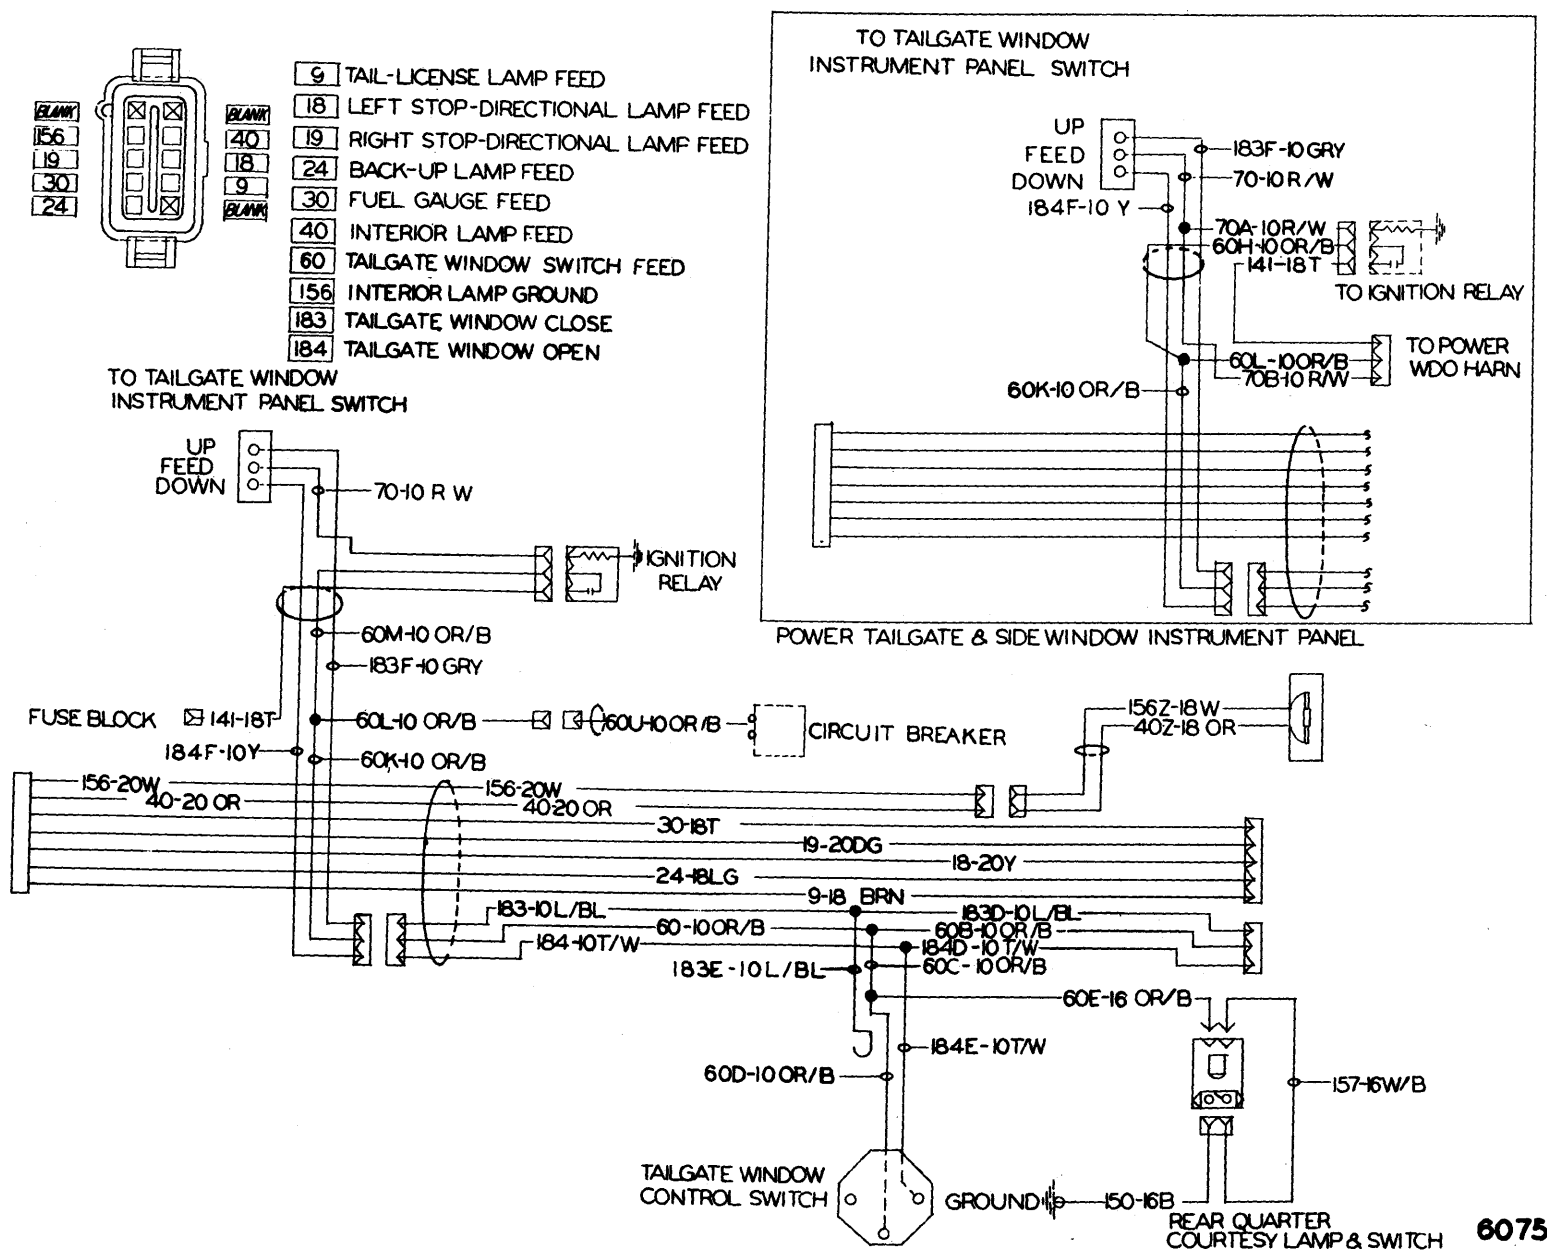 BLANK
156
19
30
24
BLANK
40
18
9
BLANK
9 TAIL-LICENSE LAMP FEED
18 LEFT STOP-DIRECTIONAL LAMP FEED
19 RIGHT STOP-DIRECTIONAL LAMP FEED
24 BACK-UP LAMP FEED
30 FUEL GAUGE FEED
40 INTERIOR LAMP FEED
60 TAILGATE WINDOW SWITCH FEED
156 INTERIOR LAMP GROUND
183 TAILGATE WINDOW CLOSE
184 TAILGATE WINDOW OPEN
TO TAILGATE WINDOW
INSTRUMENT PANEL SWITCH
UP
FEED
DOWN
183F-10 GRY
70-10 R/W
184F-10 Y
70A-10R/W
60H-10OR/B
141-18T
TO IGNITION RELAY
60L-10OR/B
70B-10 R/W
TO POWER
WDO HARN
60K-10 OR/B
POWER TAILGATE & SIDE WINDOW INSTRUMENT PANEL
TO TAILGATE WINDOW
INSTRUMENT PANEL SWITCH
UP
FEED
DOWN
70-10 R W
IGNITION
RELAY
60M-10 OR/B
183F-10 GRY
FUSE BLOCK
141-18T
60L-10 OR/B
60U-10OR/B
CIRCUIT BREAKER
184F-10Y
60K-10 OR/B
156Z-18W
40Z-18 OR
156-20W
40-20 OR
156-20W
40-20 OR
30-18T
19-20DG
18-20Y
24-18LG
9-18 BRN
183-10L/BL
183D-10L/BL
60-10OR/B
60B-10 OR/B
184-10T/W
184D-10T/W
183E-10L/BL
60C-10OR/B
60E-16 OR/B
184E-10T/W
60D-10OR/B
157-16W/B
TAILGATE WINDOW
CONTROL SWITCH
GROUND
150-16B
REAR QUARTER
COURTESY LAMP & SWITCH
6075